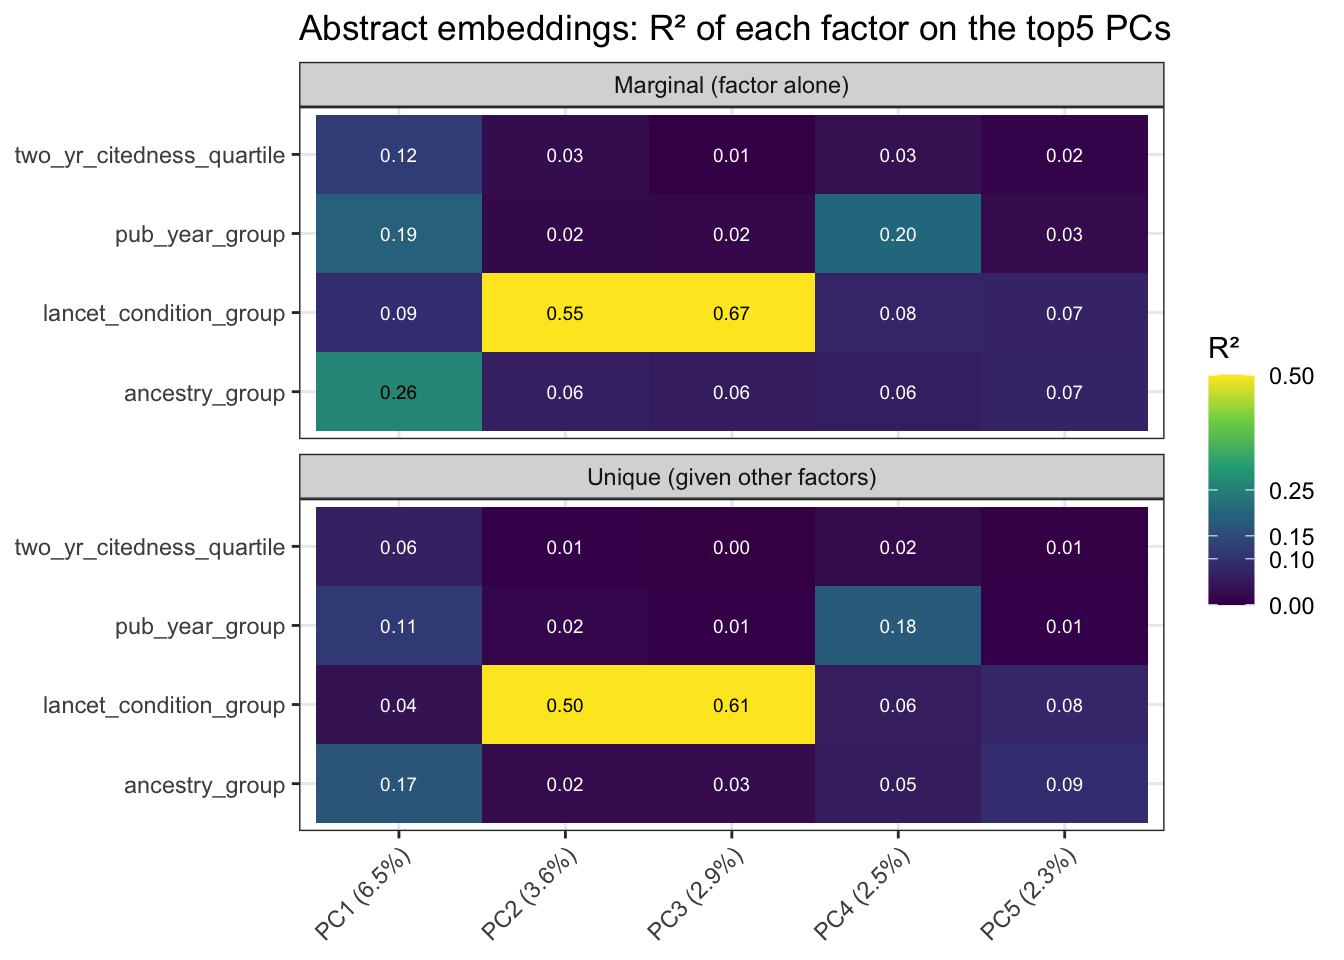 Abstract embeddings: R² of each factor on the top5 PCs
Marginal (factor alone)
two_yr_citedness_quartile 0.12 0.03 0.01 0.03 0.02
pub_year_group 0.19 0.02 0.02 0.20 0.03
lancet_condition_group 0.09 0.55 0.67 0.08 0.07
ancestry_group 0.26 0.06 0.06 0.06 0.07
Unique (given other factors)
two_yr_citedness_quartile 0.06 0.01 0.00 0.02 0.01
pub_year_group 0.11 0.02 0.01 0.18 0.01
lancet_condition_group 0.04 0.50 0.61 0.06 0.08
ancestry_group 0.17 0.02 0.03 0.05 0.09
PC1 (6.5%) PC2 (3.6%) PC3 (2.9%) PC4 (2.5%) PC5 (2.3%)
R²
0.50
0.25
0.15
0.10
0.00